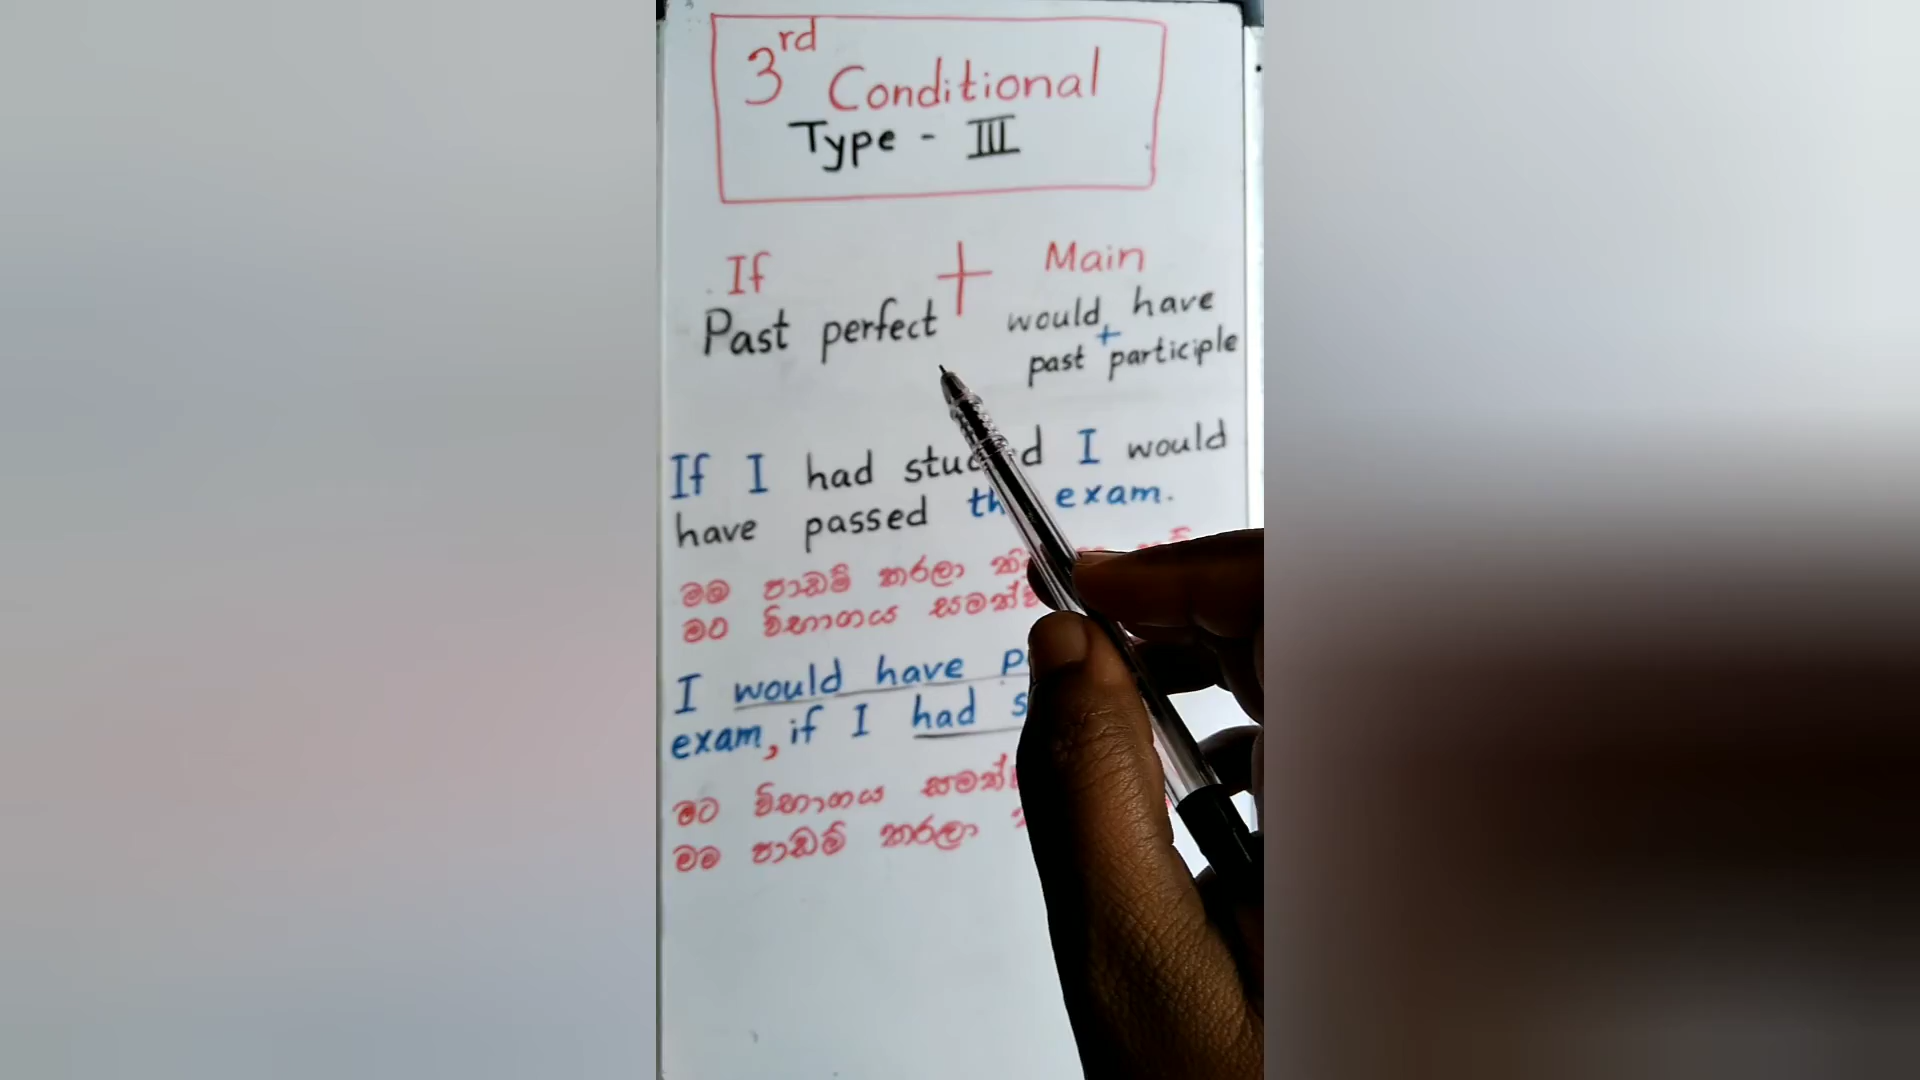 3rd
Conditional
Type - III
If + Main
Past perfect would have
+
past participle
If I had I would
have passed exam.
මම පාඩම් කරලා
මට විභාගය
I would have
exam, if I had
මට විභාගය
මම පාඩම් කරලා